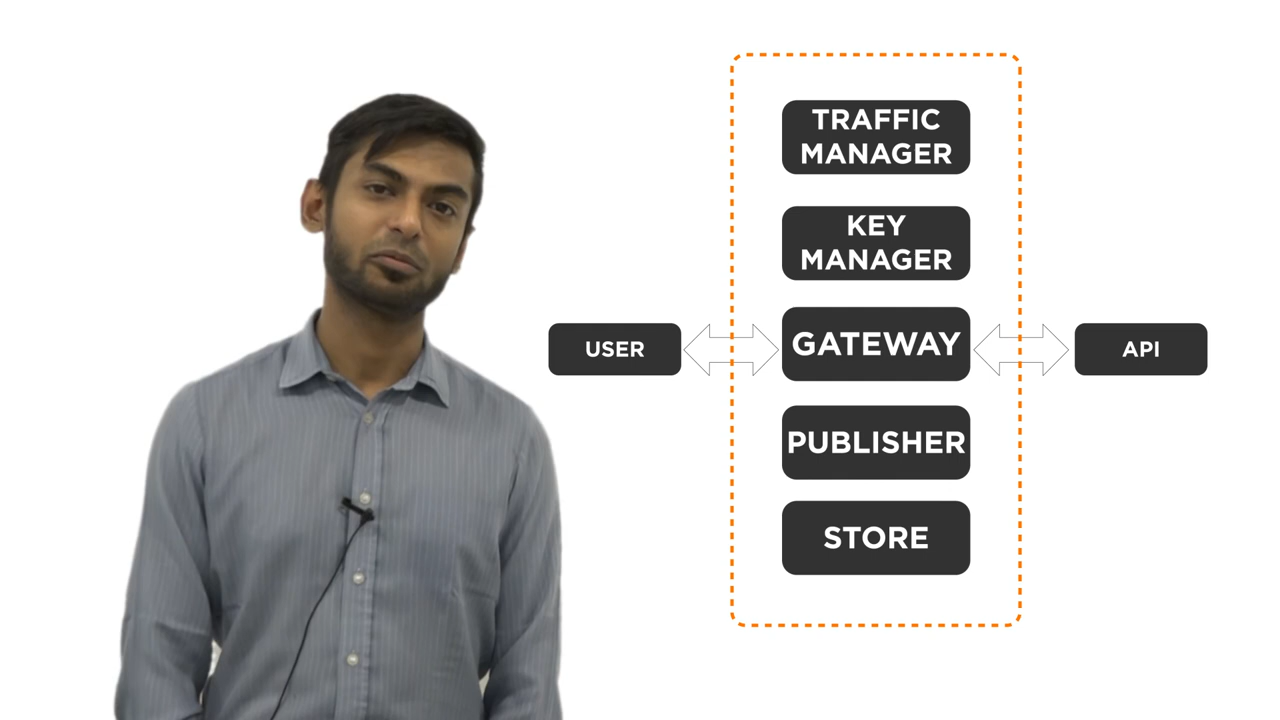 TRAFFIC
MANAGER
KEY
MANAGER
USER
GATEWAY
API
PUBLISHER
STORE